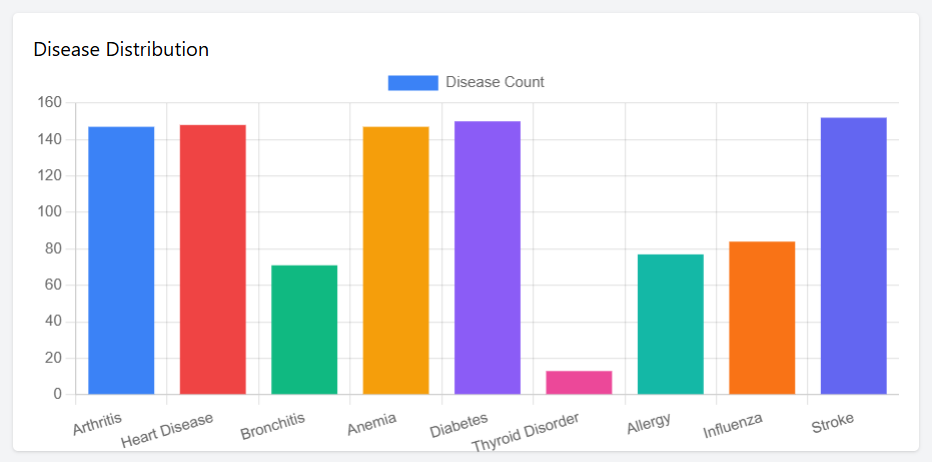 Disease Distribution
Disease Count
160
140
120
100
80
60
40
20
0
Arthritis
Heart Disease
Bronchitis
Anemia
Diabetes
Thyroid Disorder
Allergy
Influenza
Stroke